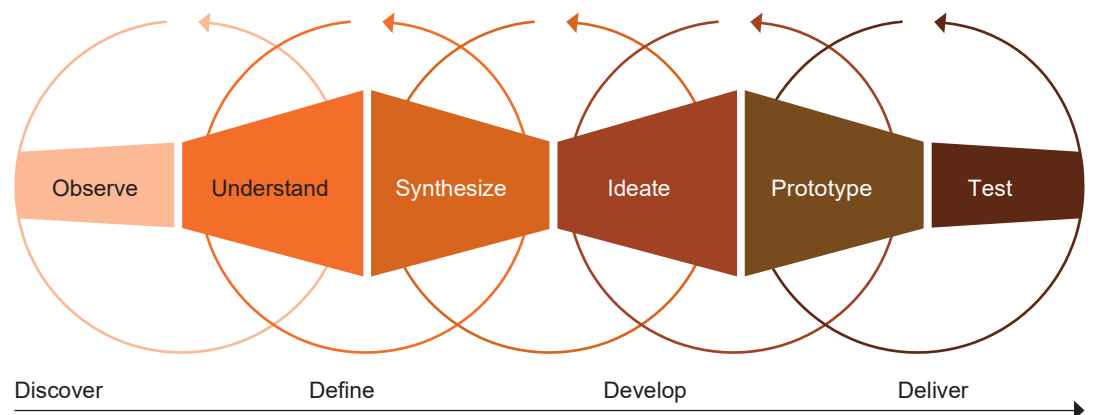 Observe
Understand
Synthesize
Ideate
Prototype
Test
Discover
Define
Develop
Deliver